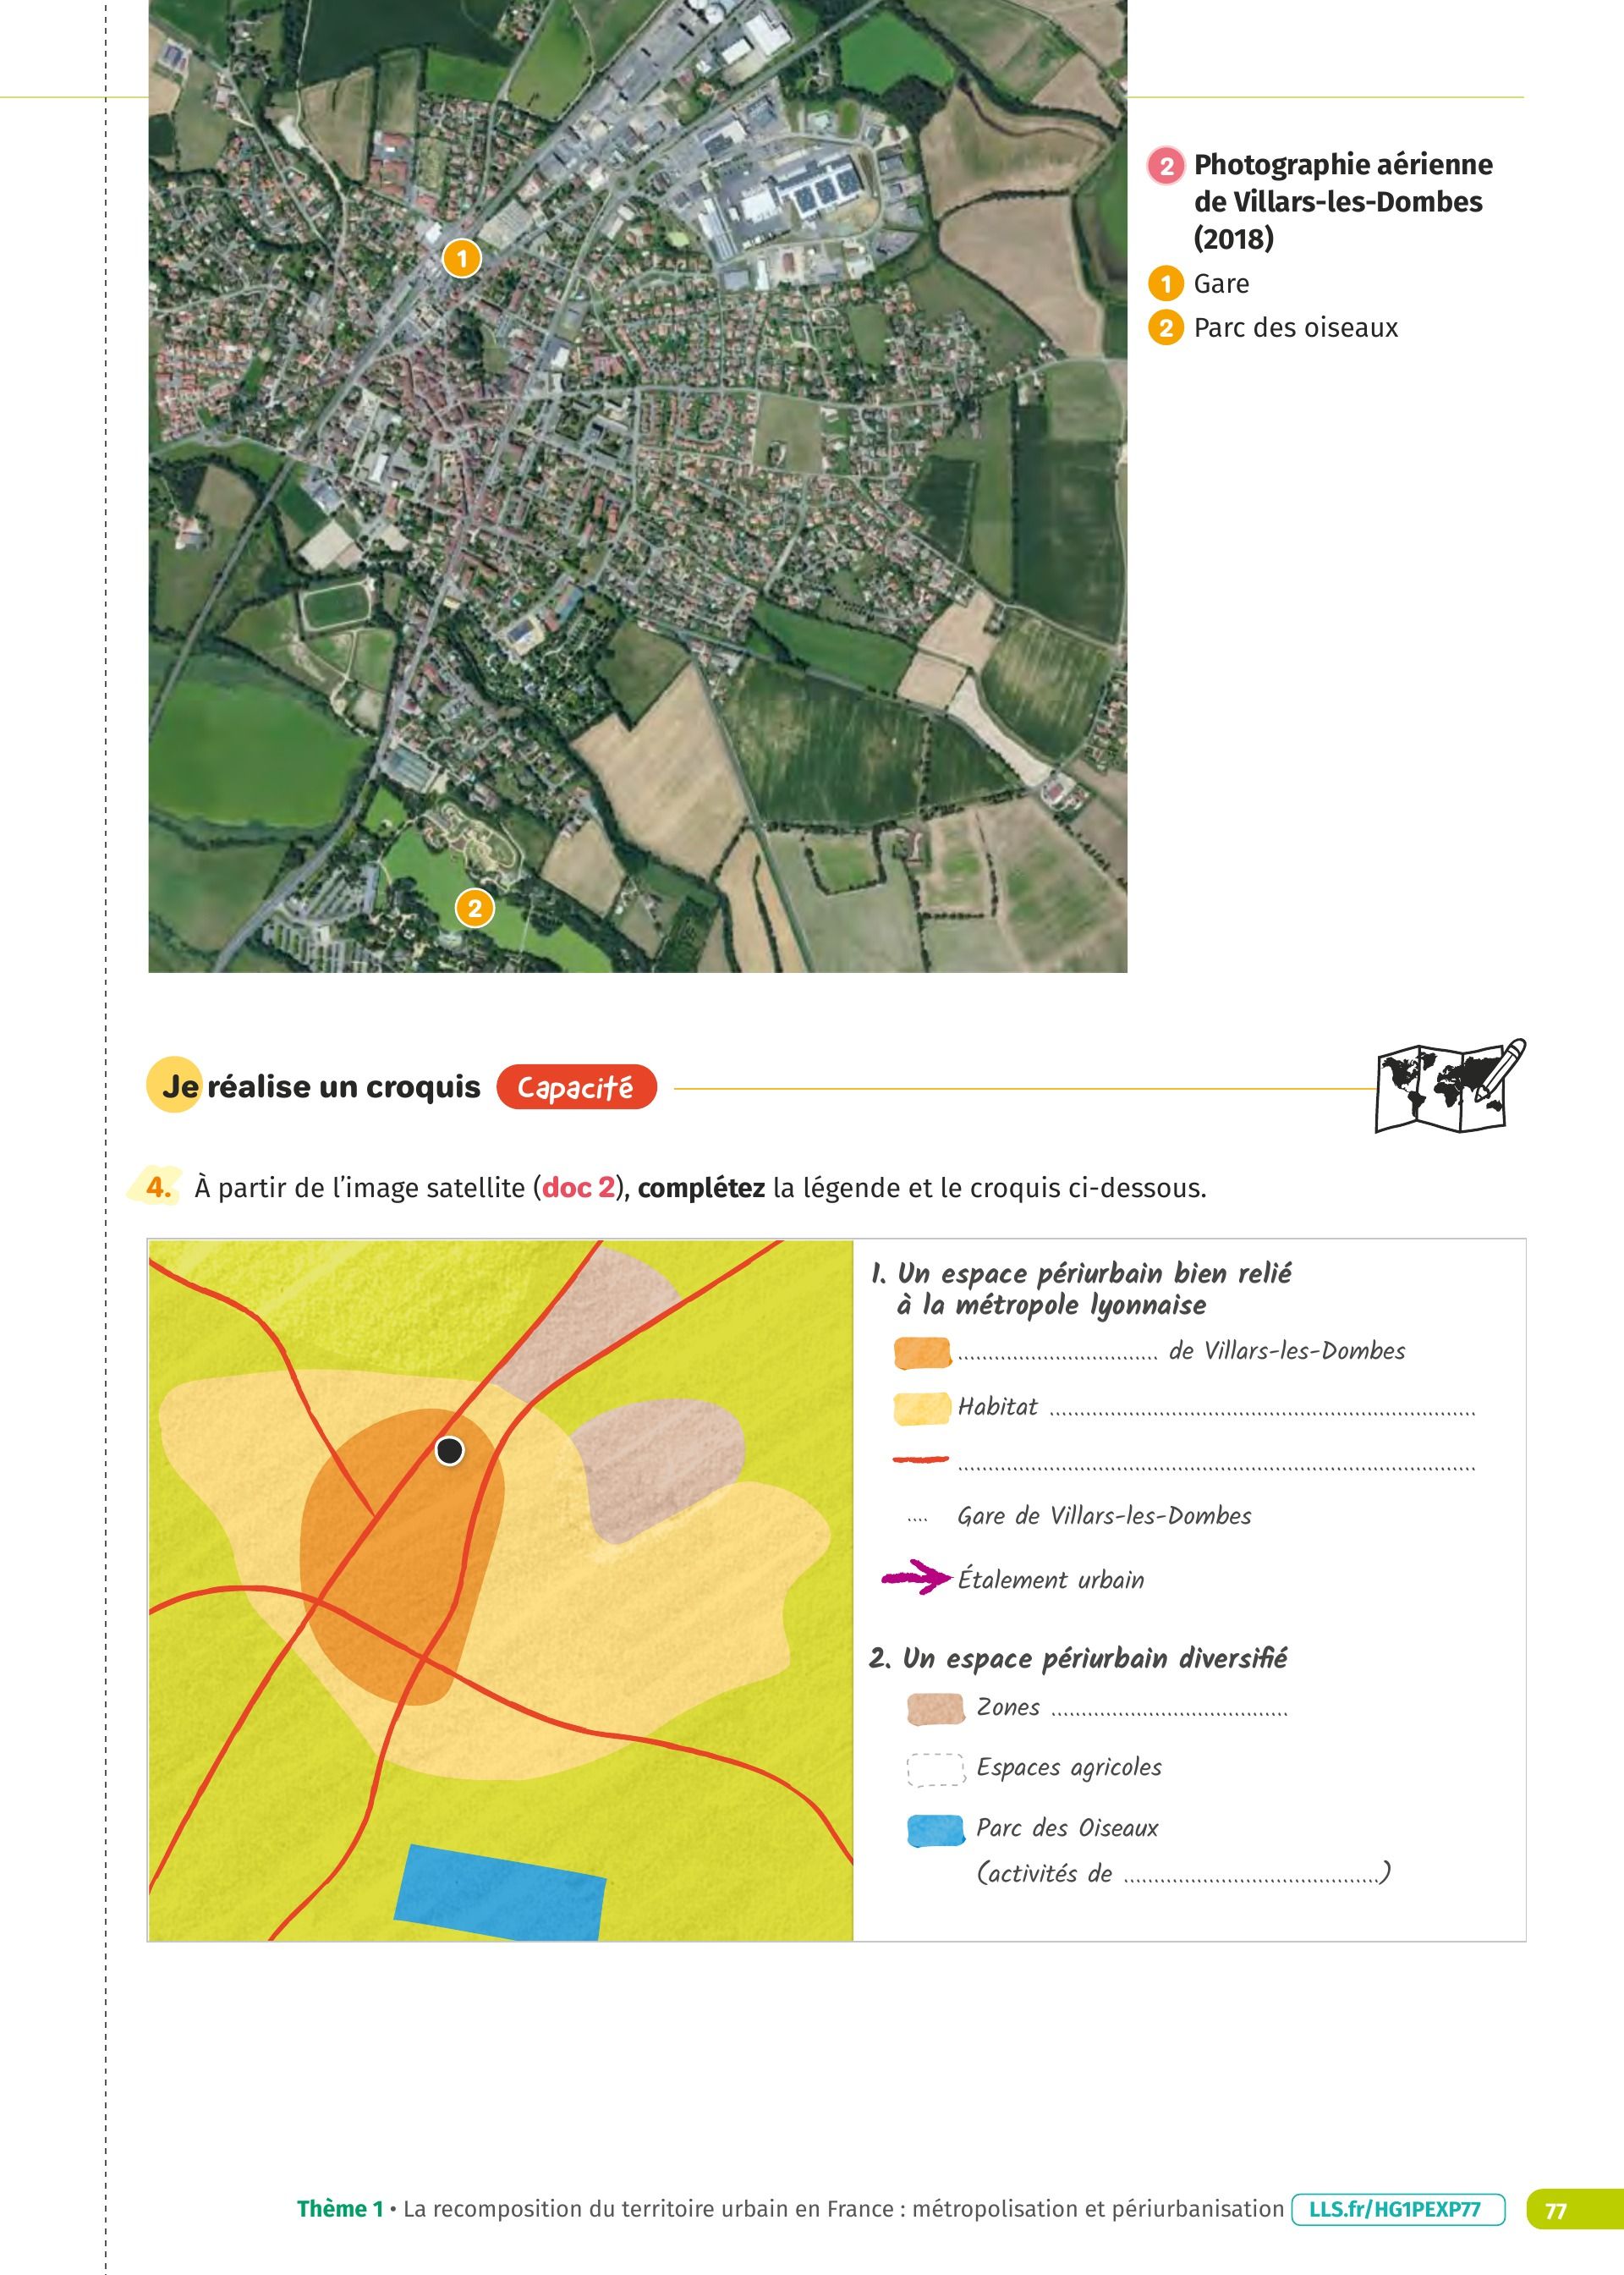 2 Photographie aérienne
de Villars-les-Dombes
(2018)
1 Gare
2 Parc des oiseaux
1
2
Je réalise un croquis Capacité
4. À partir de l'image satellite (doc 2), complétez la légende et le croquis ci-dessous.
1. Un espace périurbain bien relié
à la métropole lyonnaise
.................................. de Villars-les-Dombes
Habitat ........................................................................
........................................................................................
.... Gare de Villars-les-Dombes
Étalement urbain
2. Un espace périurbain diversifié
Zones ........................................
Espaces agricoles
Parc des Oiseaux
(activités de ...........................................)
Thème 1 • La recomposition du territoire urbain en France : métropolisation et périurbanisation LLS.fr/HG1PEXP77 77